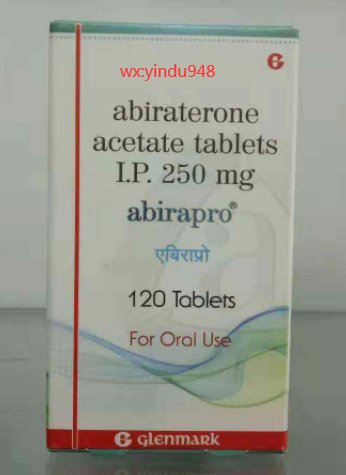 wx:yindu948
abiraterone
acetate tablets
I.P. 250 mg
abirapro®
एबिराप्रो
120 Tablets
For Oral Use
G glenmark